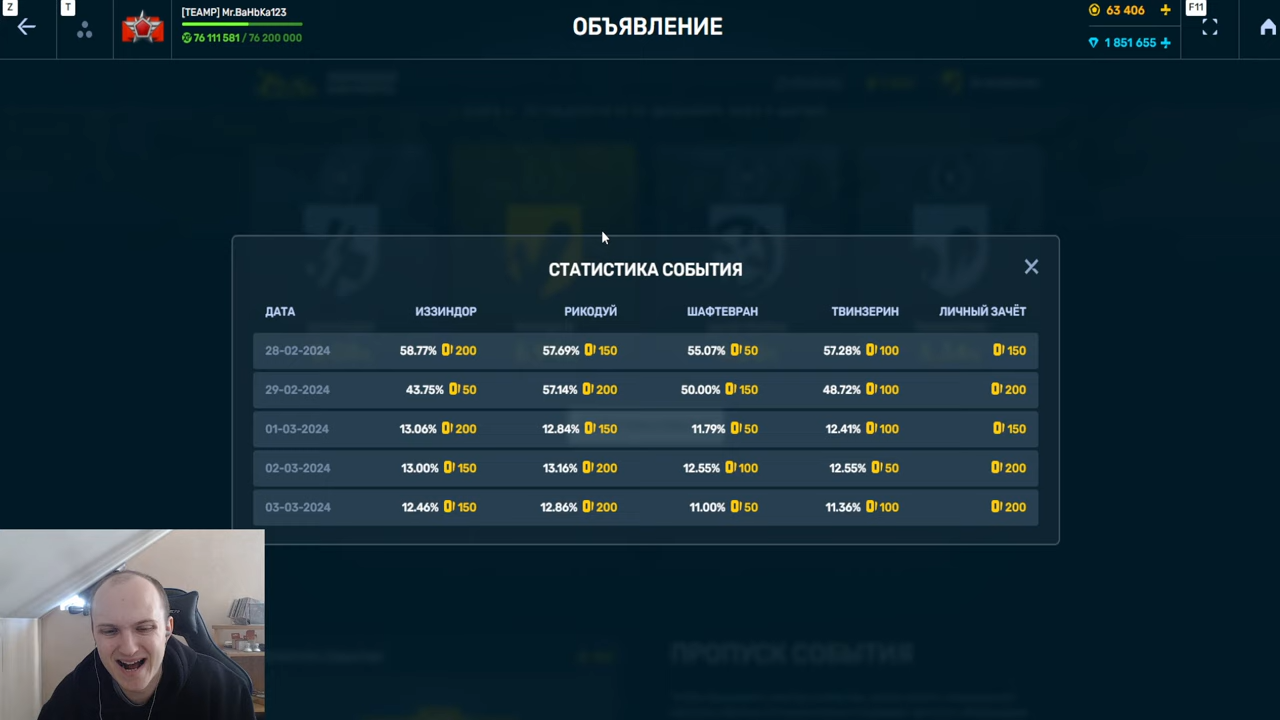 Z
T
[TEAMP] Mr.BaHbKa123
76 111 581 / 76 200 000
ОБЪЯВЛЕНИЕ
63 406 +
1 851 655 +
F11
СТАТИСТИКА СОБЫТИЯ
ДАТА ИЗЗИНДОР РИКОДУЙ ШАФТЕВРАН ТВИНЗЕРИН ЛИЧНЫЙ ЗАЧЁТ
28-02-2024 58.77% 200 57.69% 150 55.07% 50 57.28% 100 150
29-02-2024 43.75% 50 57.14% 200 50.00% 150 48.72% 100 200
01-03-2024 13.06% 200 12.84% 150 11.79% 50 12.41% 100 150
02-03-2024 13.00% 150 13.16% 200 12.55% 100 12.55% 50 200
03-03-2024 12.46% 150 12.86% 200 11.00% 50 11.36% 100 200
ПРОПУСК СОБЫТИЯ